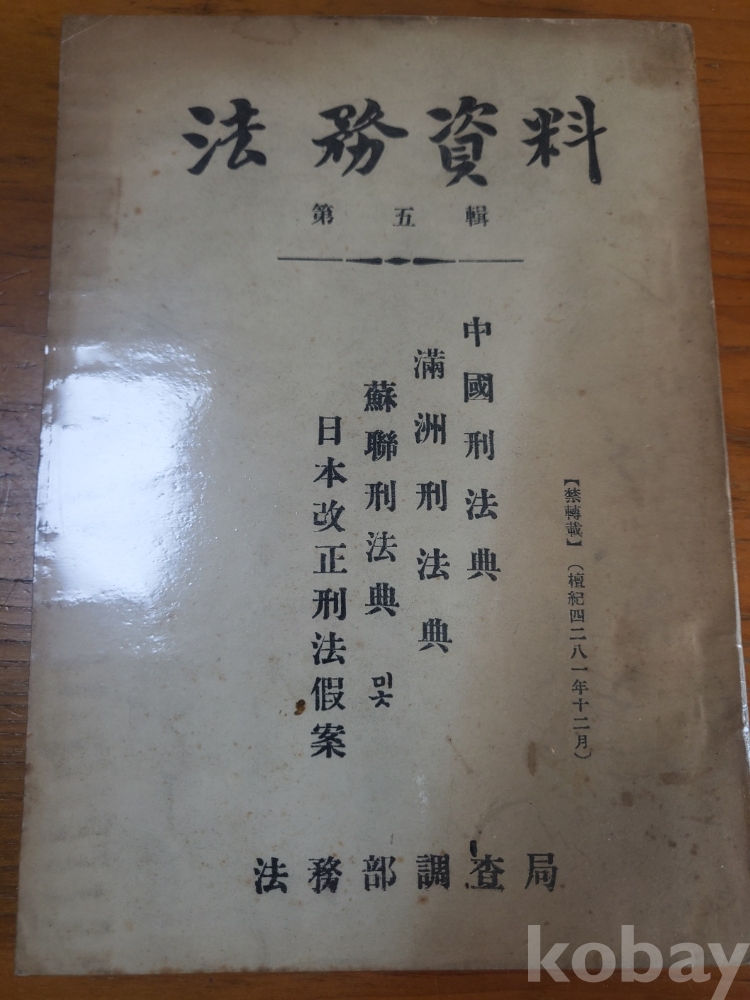 法務資料
第五輯
【禁轉載】（檀紀四二八一年十二月）
中國刑法典
滿洲刑法典
蘇聯刑法典 및
日本改正刑法假案
法務部調査局
kobay